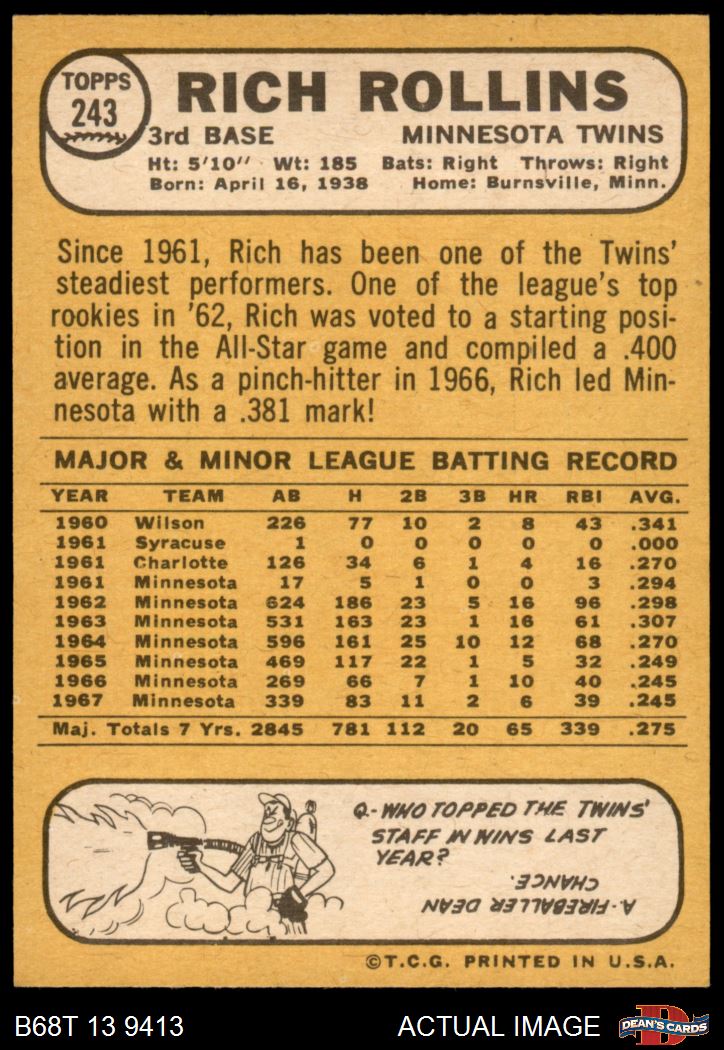 TOPPS
243
RICH ROLLINS
3rd BASE MINNESOTA TWINS
Ht: 5'10" Wt: 185 Bats: Right Throws: Right
Born: April 16, 1938 Home: Burnsville, Minn.
Since 1961, Rich has been one of the Twins'
steadiest performers. One of the league's top
rookies in '62, Rich was voted to a starting posi-
tion in the All-Star game and compiled a .400
average. As a pinch-hitter in 1966, Rich led Min-
nesota with a .381 mark!
MAJOR & MINOR LEAGUE BATTING RECORD
YEAR TEAM AB H 2B 3B HR RBI AVG.
1960 Wilson 226 77 10 2 8 43 .341
1961 Syracuse 1 0 0 0 0 0 .000
1961 Charlotte 126 34 6 1 4 16 .270
1961 Minnesota 17 5 1 0 0 3 .294
1962 Minnesota 624 186 23 5 16 96 .298
1963 Minnesota 531 163 23 1 16 61 .307
1964 Minnesota 596 161 25 10 12 68 .270
1965 Minnesota 469 117 22 1 5 32 .249
1966 Minnesota 269 66 7 1 10 40 .245
1967 Minnesota 339 83 11 2 6 39 .245
Maj. Totals 7 Yrs. 2845 781 112 20 65 339 .275
Q-WHO TOPPED THE TWINS'
STAFF IN WINS LAST
YEAR?
A-FIREBALLER DEAN
CHANCE.
©T.C.G. PRINTED IN U.S.A.
B68T 13 9413 ACTUAL IMAGE D DEAN'S CARDS